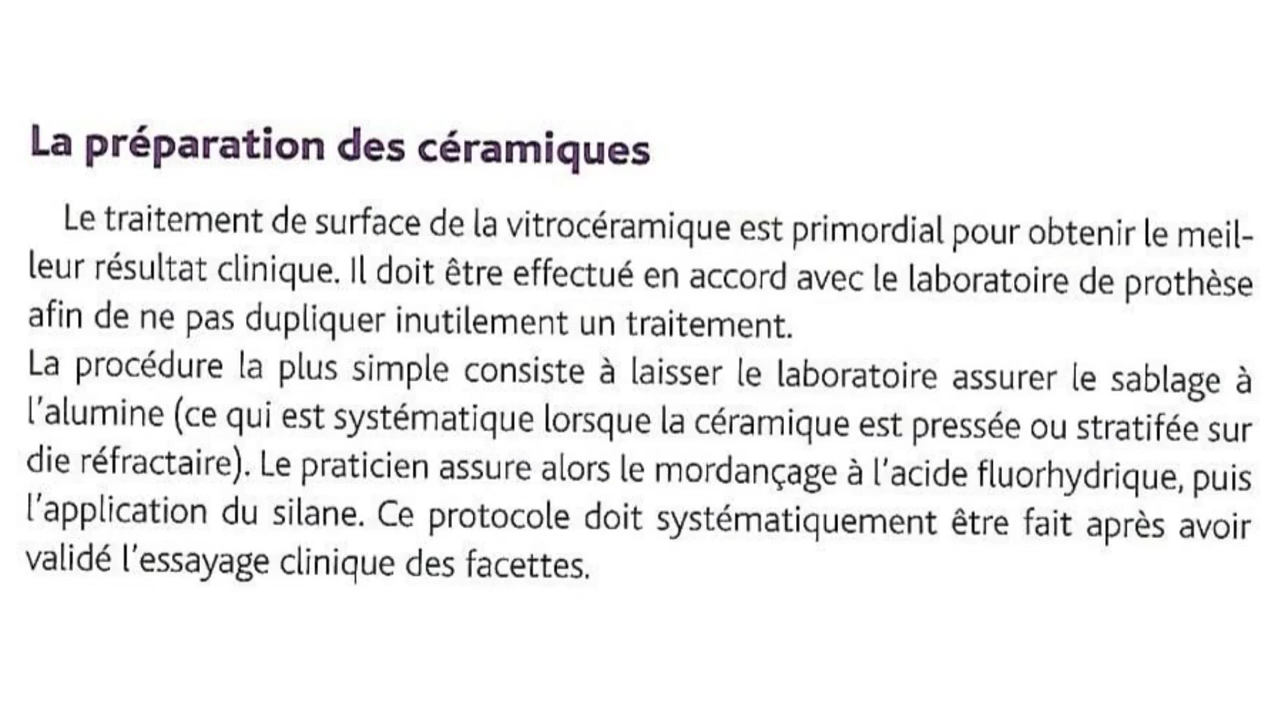 La préparation des céramiques
Le traitement de surface de la vitrocéramique est primordial pour obtenir le meil-
leur résultat clinique. Il doit être effectué en accord avec le laboratoire de prothèse
afin de ne pas dupliquer inutilement un traitement.
La procédure la plus simple consiste à laisser le laboratoire assurer le sablage à
l'alumine (ce qui est systématique lorsque la céramique est pressée ou stratifée sur
die réfractaire). Le praticien assure alors le mordançage à l'acide fluorhydrique, puis
l'application du silane. Ce protocole doit systématiquement être fait après avoir
validé l'essayage clinique des facettes.